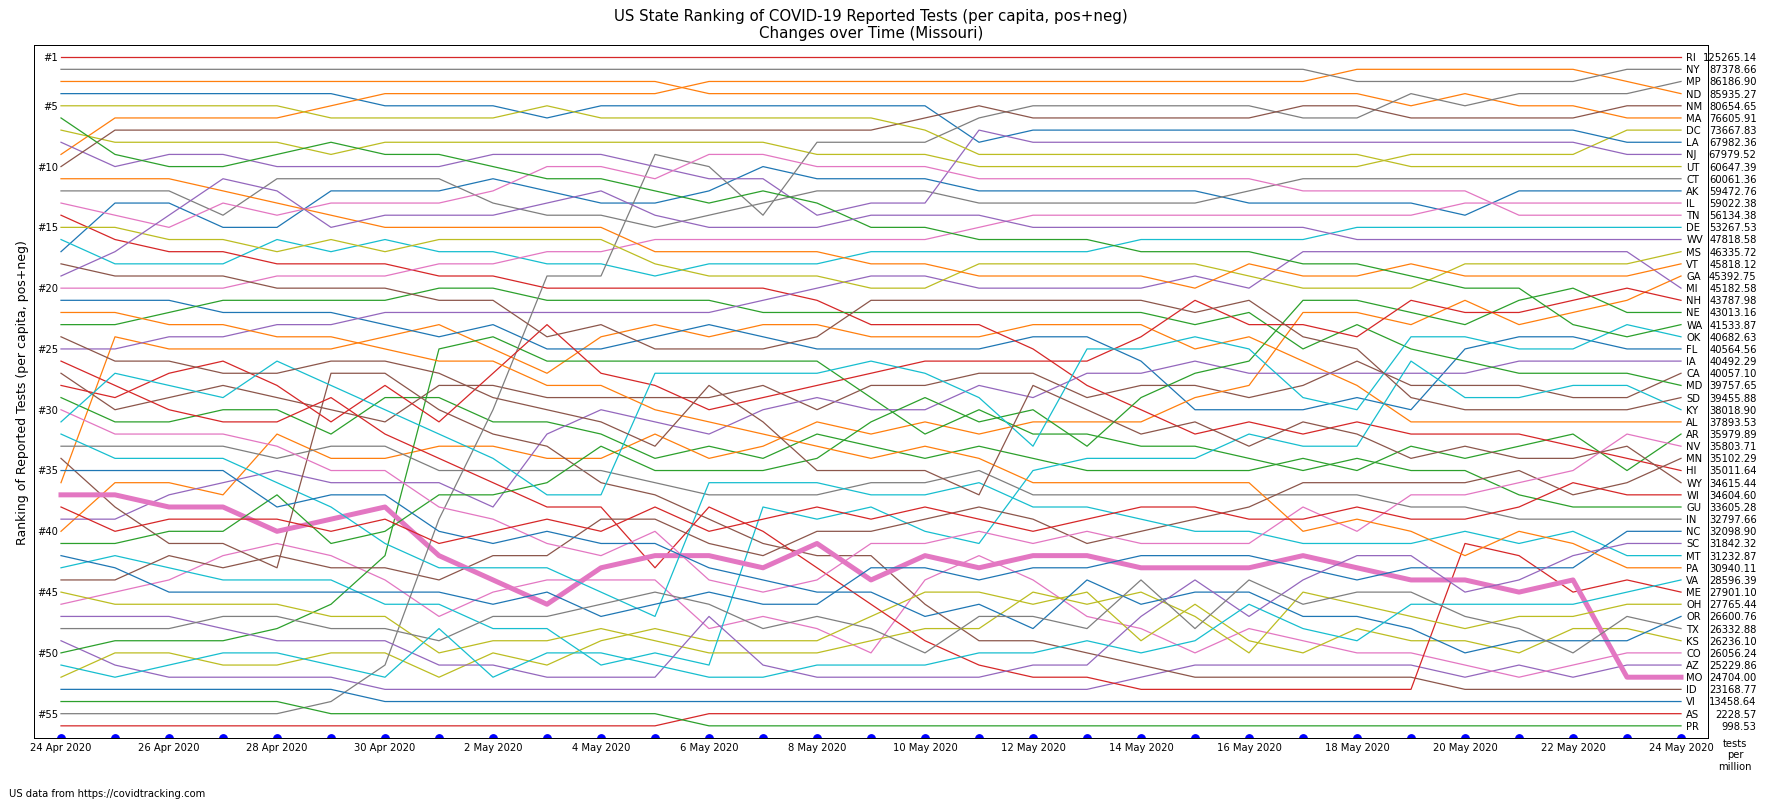 US State Ranking of COVID-19 Reported Tests (per capita, pos+neg)
Changes over Time (Missouri)
Ranking of Reported Tests (per capita, pos+neg)
#1
#5
#10
#15
#20
#25
#30
#35
#40
#45
#50
#55
RI 125265.14
NY 87378.66
MP 86186.90
ND 85935.27
NM 80654.65
MA 76605.91
DC 73667.83
LA 67982.36
NJ 67979.52
UT 60647.39
CT 60061.36
AK 59472.76
IL 59022.38
TN 56134.38
DE 53267.53
WV 47818.58
MS 46335.72
VT 45818.12
GA 45392.75
MI 45182.58
NH 43787.98
NE 43013.16
WA 41533.87
OK 40682.63
FL 40564.56
IA 40492.29
CA 40057.10
MD 39757.65
SD 39455.88
KY 38018.90
AL 37893.53
AR 35979.89
NV 35803.71
MN 35102.29
HI 35011.64
WY 34615.44
WI 34604.60
GU 33605.28
IN 32797.66
NC 32098.90
SC 31842.32
MT 31232.87
PA 30940.11
VA 28596.39
ME 27901.10
OH 27765.44
OR 26600.76
TX 26332.88
KS 26236.10
CO 26056.24
AZ 25229.86
MO 24704.00
ID 23168.77
VI 13458.64
AS 2228.57
PR 998.53
24 Apr 2020 26 Apr 2020 28 Apr 2020 30 Apr 2020 2 May 2020 4 May 2020 6 May 2020 8 May 2020 10 May 2020 12 May 2020 14 May 2020 16 May 2020 18 May 2020 20 May 2020 22 May 2020 24 May 2020
tests
per
million
US data from https://covidtracking.com